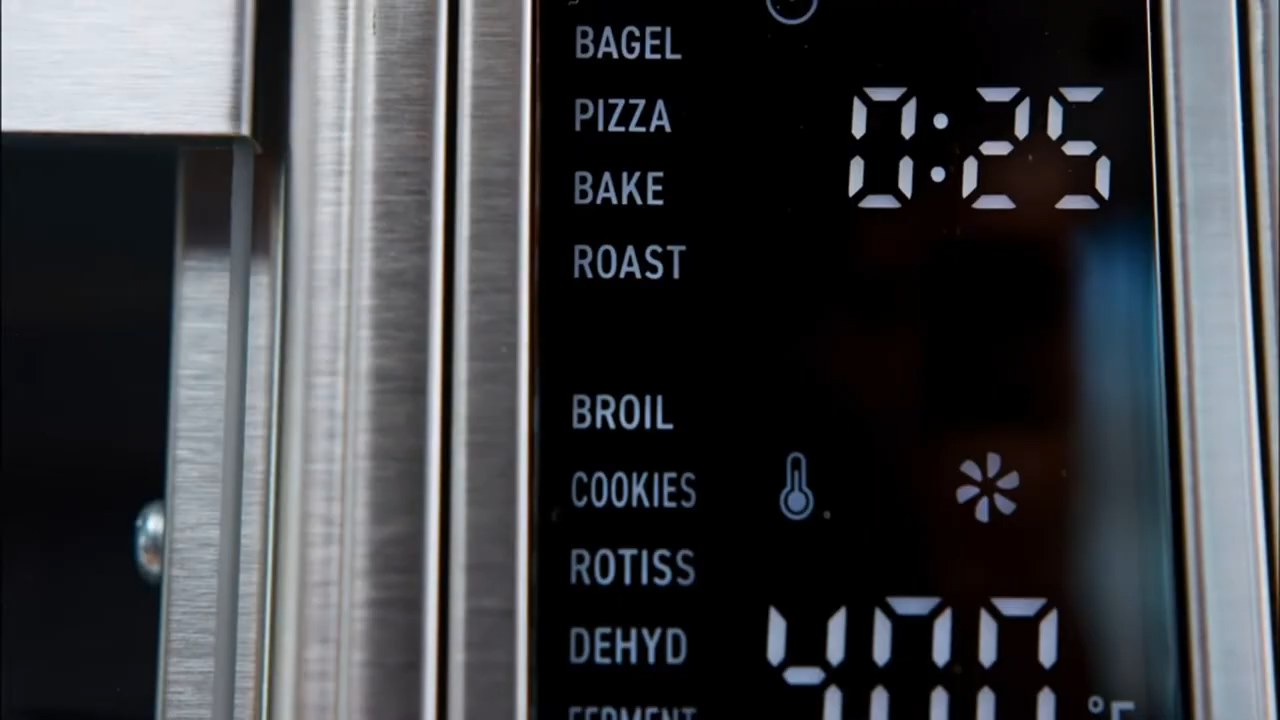 BAGEL
PIZZA
0:25
BAKE
ROAST
BROIL
COOKIES
ROTISS
DEHYD
400 °F
FERMENT